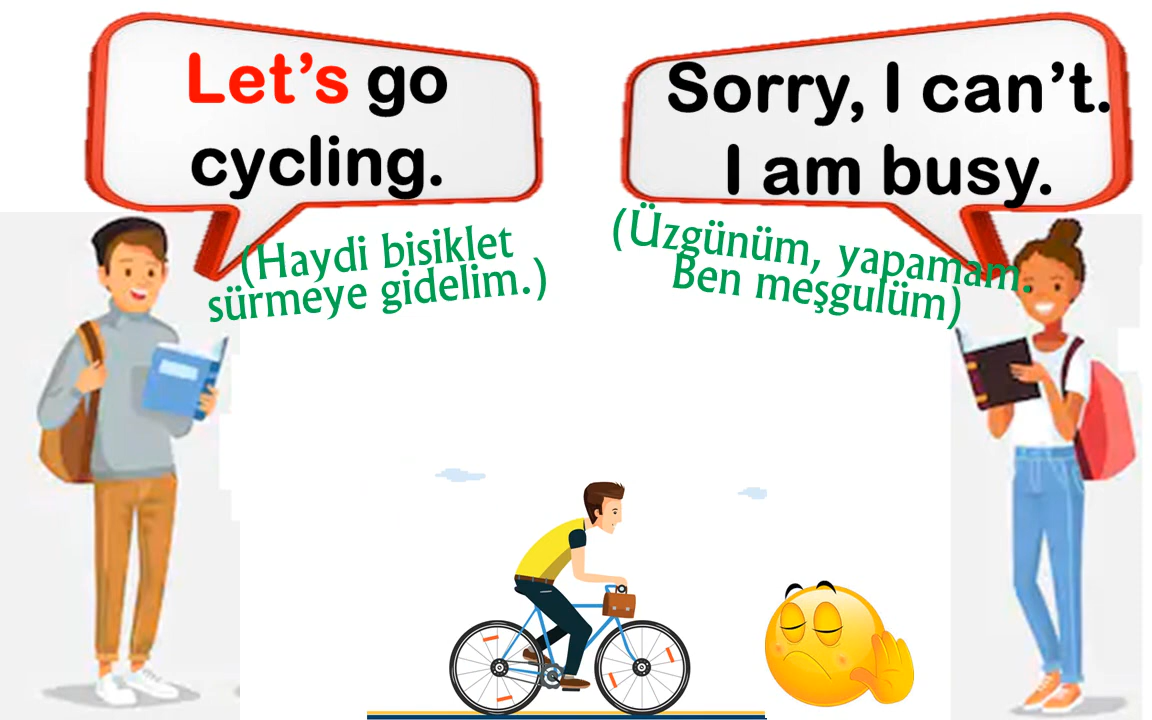 Let’s go
cycling.
(Haydi bisiklet
sürmeye gidelim.)
Sorry, I can’t.
I am busy.
(Üzgünüm, yapamam.
Ben meşgulüm)